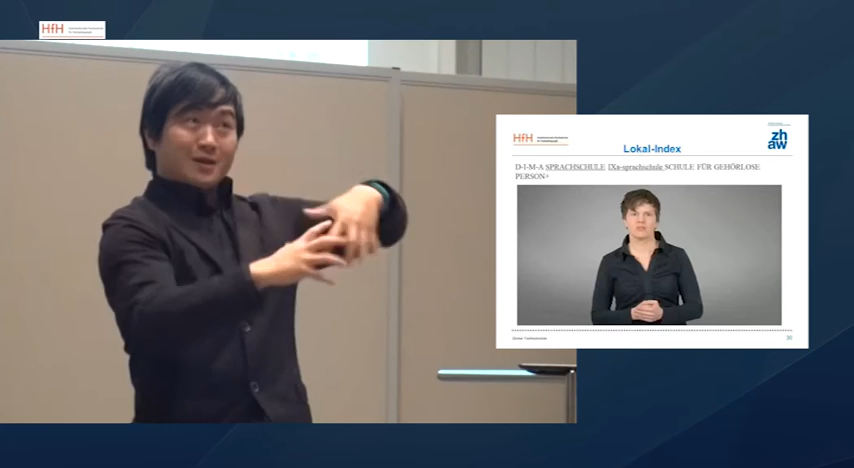 HfH
HfH
zh
aw
Lokal-Index
D-I-M-A SPRACHSCHULE IXa-sprachschule SCHULE FÜR GEHÖRLOSE
PERSON+